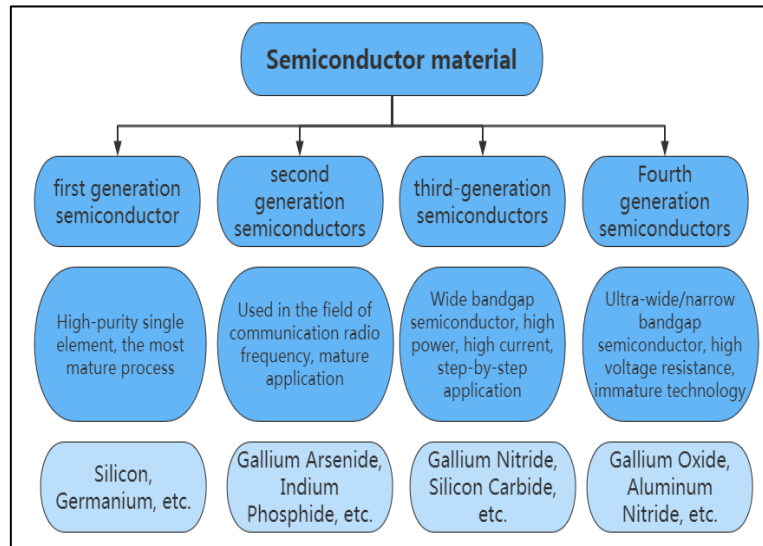 Semiconductor material
first generation
semiconductor
second
generation
semiconductors
third-generation
semiconductors
Fourth
generation
semiconductors
High-purity single
element, the most
mature process
Used in the field of
communication radio
frequency, mature
application
Wide bandgap
semiconductor, high
power, high current,
step-by-step
application
Ultra-wide/narrow
bandgap
semiconductor, high
voltage resistance,
immature technology
Silicon,
Germanium, etc.
Gallium Arsenide,
Indium
Phosphide, etc.
Gallium Nitride,
Silicon Carbide,
etc.
Gallium Oxide,
Aluminum
Nitride, etc.